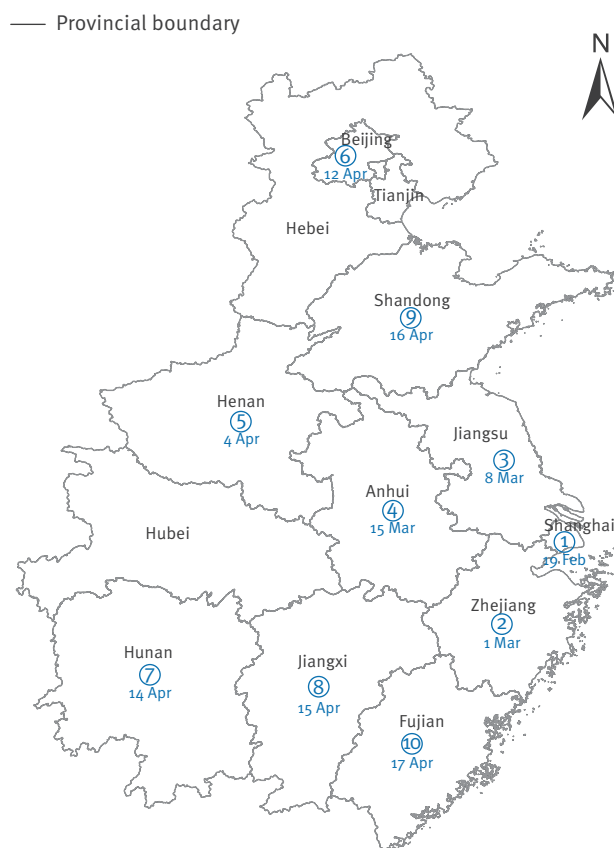 Provincial boundary
N
Beijing
6
12 Apr
Tianjin
Hebei
Shandong
9
16 Apr
Henan
5
4 Apr
Jiangsu
3
8 Mar
Anhui
4
15 Mar
Hubei
Shanghai
1
19 Feb
Zhejiang
2
1 Mar
Hunan
7
14 Apr
Jiangxi
8
15 Apr
Fujian
10
17 Apr